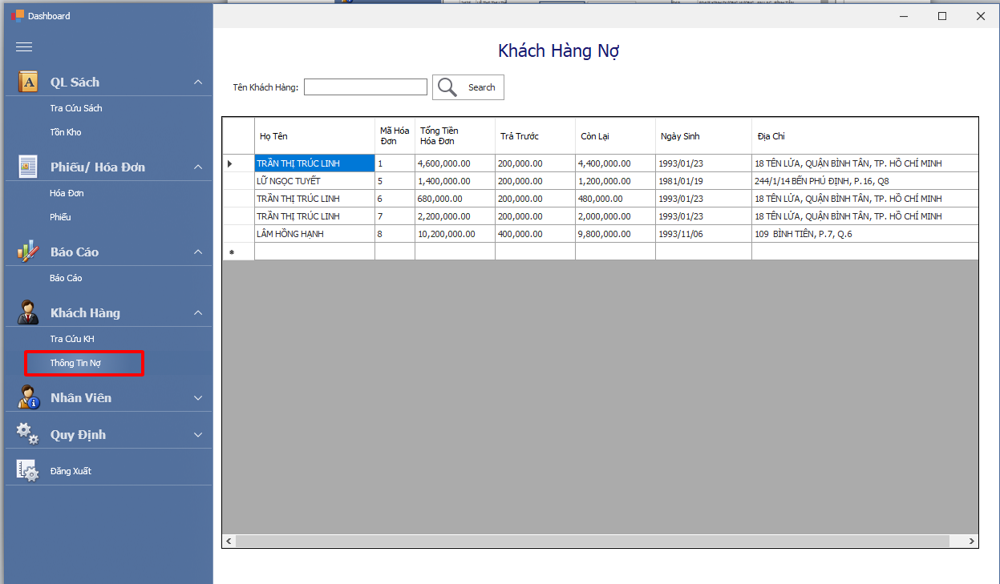 Dashboard
QL Sách
Tra Cứu Sách
Tồn Kho
Phiếu/ Hóa Đơn
Hóa Đơn
Phiếu
Báo Cáo
Báo Cáo
Khách Hàng
Tra Cứu KH
Thông Tin Nợ
Nhân Viên
Quy Định
Đăng Xuất
Khách Hàng Nợ
Tên Khách Hàng: Search
Họ Tên Mã Hóa Đơn Tổng Tiền Hóa Đơn Trả Trước Còn Lại Ngày Sinh Địa Chỉ
TRẦN THỊ TRÚC LINH 1 4,600,000.00 200,000.00 4,400,000.00 1993/01/23 18 TÊN LỬA, QUẬN BÌNH TÂN, TP. HỒ CHÍ MINH
LỮ NGỌC TUYẾT 5 1,400,000.00 200,000.00 1,200,000.00 1981/01/19 244/1/14 BẾN PHÚ ĐỊNH, P.16, Q8
TRẦN THỊ TRÚC LINH 6 680,000.00 200,000.00 480,000.00 1993/01/23 18 TÊN LỬA, QUẬN BÌNH TÂN, TP. HỒ CHÍ MINH
TRẦN THỊ TRÚC LINH 7 2,200,000.00 200,000.00 2,000,000.00 1993/01/23 18 TÊN LỬA, QUẬN BÌNH TÂN, TP. HỒ CHÍ MINH
LÂM HỒNG HẠNH 8 10,200,000.00 400,000.00 9,800,000.00 1993/11/06 109 BÌNH TIÊN, P.7, Q.6